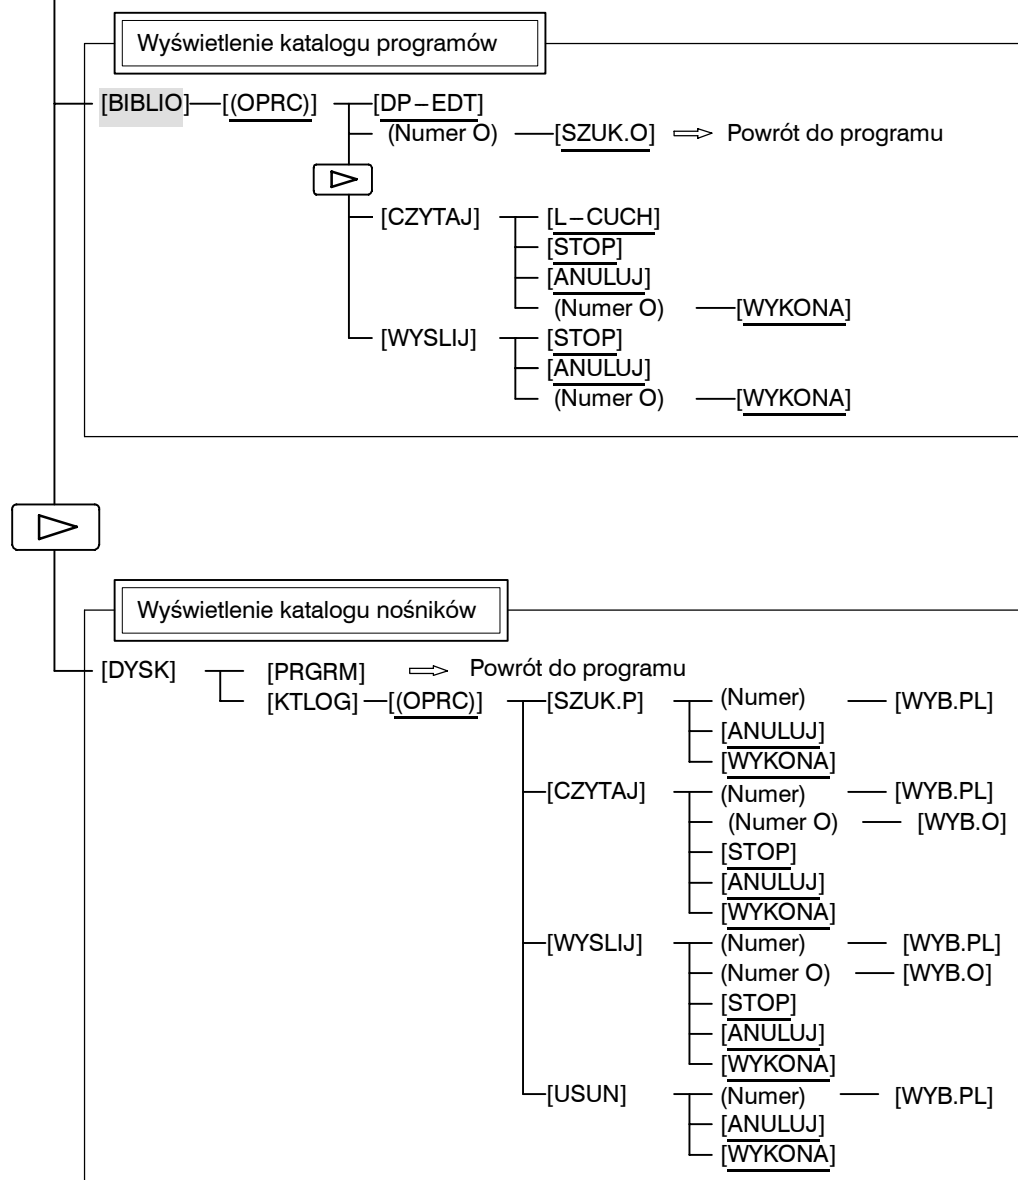 Wyświetlenie katalogu programów
[BIBLIO] [(OPRC)] [DP–EDT]
(Numer O) [SZUK.O] Powrót do programu
[CZYTAJ] [L–CUCH]
[STOP]
[ANULUJ]
(Numer O) [WYKONA]
[WYSLIJ] [STOP]
[ANULUJ]
(Numer O) [WYKONA]
Wyświetlenie katalogu nośników
[DYSK] [PRGRM] Powrót do programu
[KTLOG] [(OPRC)] [SZUK.P] (Numer) [WYB.PL]
[ANULUJ]
[WYKONA]
[CZYTAJ] (Numer) [WYB.PL]
(Numer O) [WYB.O]
[STOP]
[ANULUJ]
[WYKONA]
[WYSLIJ] (Numer) [WYB.PL]
(Numer O) [WYB.O]
[STOP]
[ANULUJ]
[WYKONA]
[USUN] (Numer) [WYB.PL]
[ANULUJ]
[WYKONA]